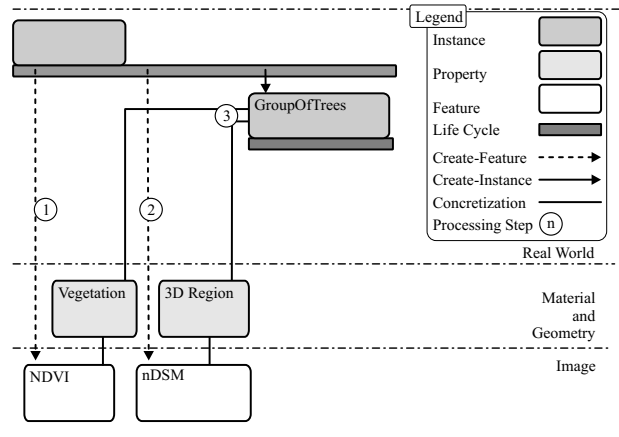 Legend
Instance
Property
Feature
Life Cycle
Create-Feature
Create-Instance
Concretization
Processing Step n
GroupOfTrees
3
1
2
Real World
Vegetation
3D Region
Material
and
Geometry
NDVI
nDSM
Image